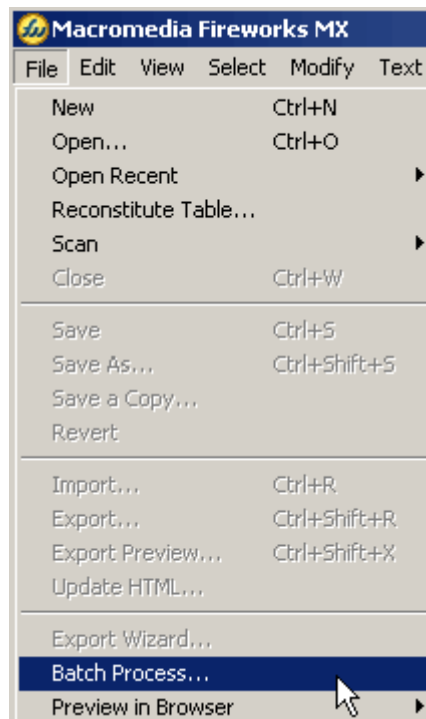 Macromedia Fireworks MX
File Edit View Select Modify Text
New Ctrl+N
Open... Ctrl+O
Open Recent
Reconstitute Table...
Scan
Close Ctrl+W
Save Ctrl+S
Save As... Ctrl+Shift+S
Save a Copy...
Revert
Import... Ctrl+R
Export... Ctrl+Shift+R
Export Preview... Ctrl+Shift+X
Update HTML...
Export Wizard...
Batch Process...
Preview in Browser